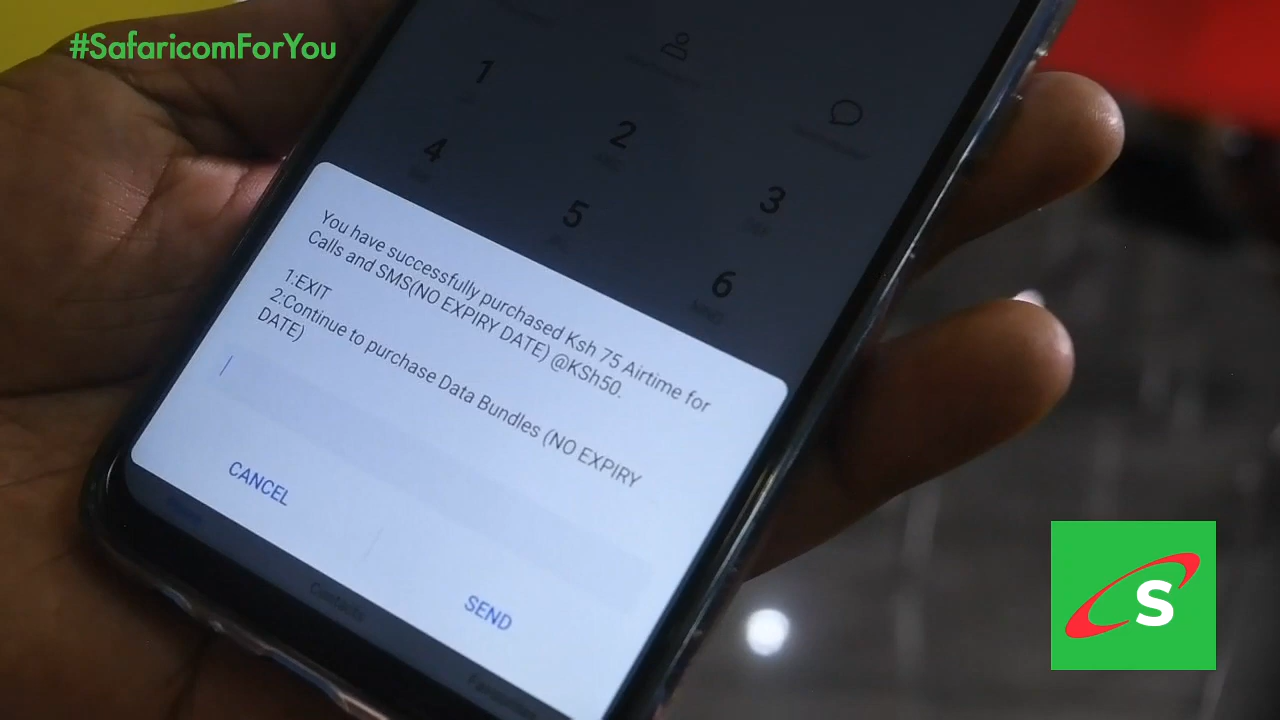 #SafaricomForYou
1
2
3
4
5
6
You have successfully purchased Ksh 75 Airtime for
Calls and SMS(NO EXPIRY DATE) @KSh50.
1:EXIT
2:Continue to purchase Data Bundles (NO EXPIRY
DATE)
CANCEL
SEND
Contacts
S